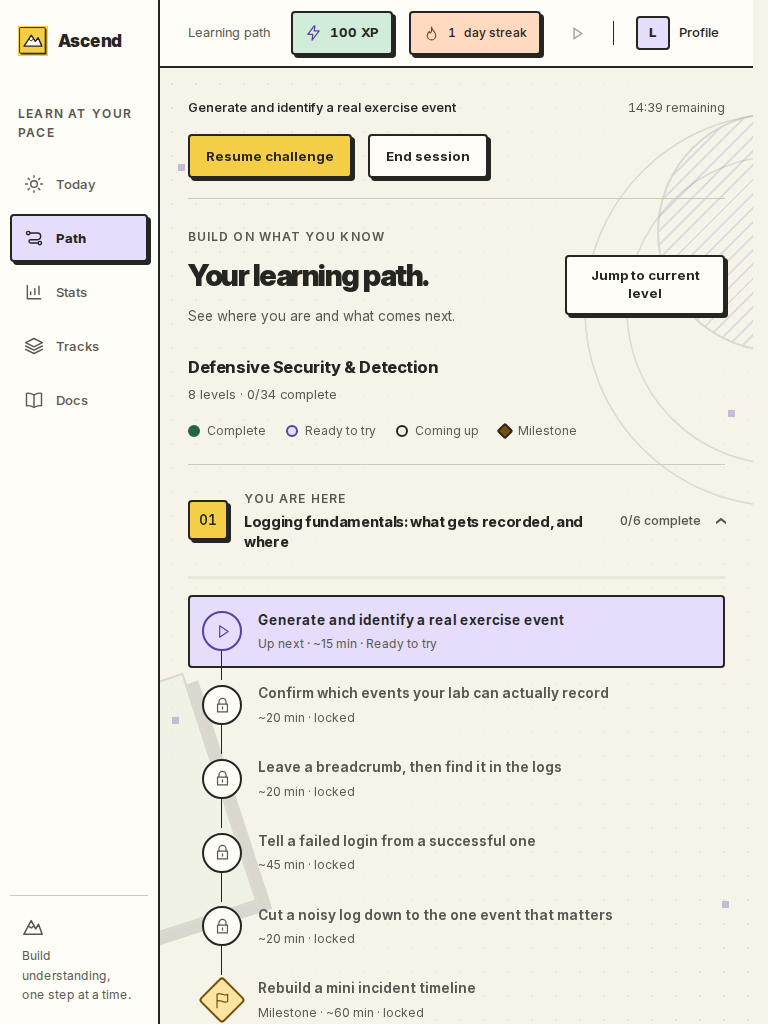 Ascend
Learning path
100 XP
1 day streak
L
Profile
LEARN AT YOUR
PACE
Today
Path
Stats
Tracks
Docs
Build
understanding,
one step at a time.
Generate and identify a real exercise event
14:39 remaining
Resume challenge
End session
BUILD ON WHAT YOU KNOW
Your learning path.
See where you are and what comes next.
Jump to current
level
Defensive Security & Detection
8 levels · 0/34 complete
Complete
Ready to try
Coming up
Milestone
01
YOU ARE HERE
Logging fundamentals: what gets recorded, and
where
0/6 complete
Generate and identify a real exercise event
Up next · ~15 min · Ready to try
Confirm which events your lab can actually record
~20 min · locked
Leave a breadcrumb, then find it in the logs
~20 min · locked
Tell a failed login from a successful one
~45 min · locked
Cut a noisy log down to the one event that matters
~20 min · locked
Rebuild a mini incident timeline
Milestone · ~60 min · locked